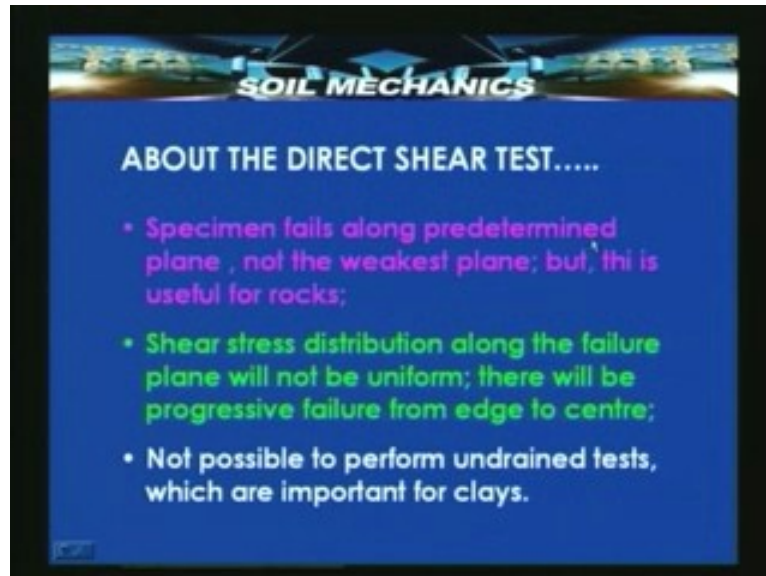 SOIL MECHANICS
ABOUT THE DIRECT SHEAR TEST.....
• Specimen fails along predetermined
plane , not the weakest plane; but, thi is
useful for rocks;
• Shear stress distribution along the failure
plane will not be uniform; there will be
progressive failure from edge to centre;
• Not possible to perform undrained tests,
which are important for clays.